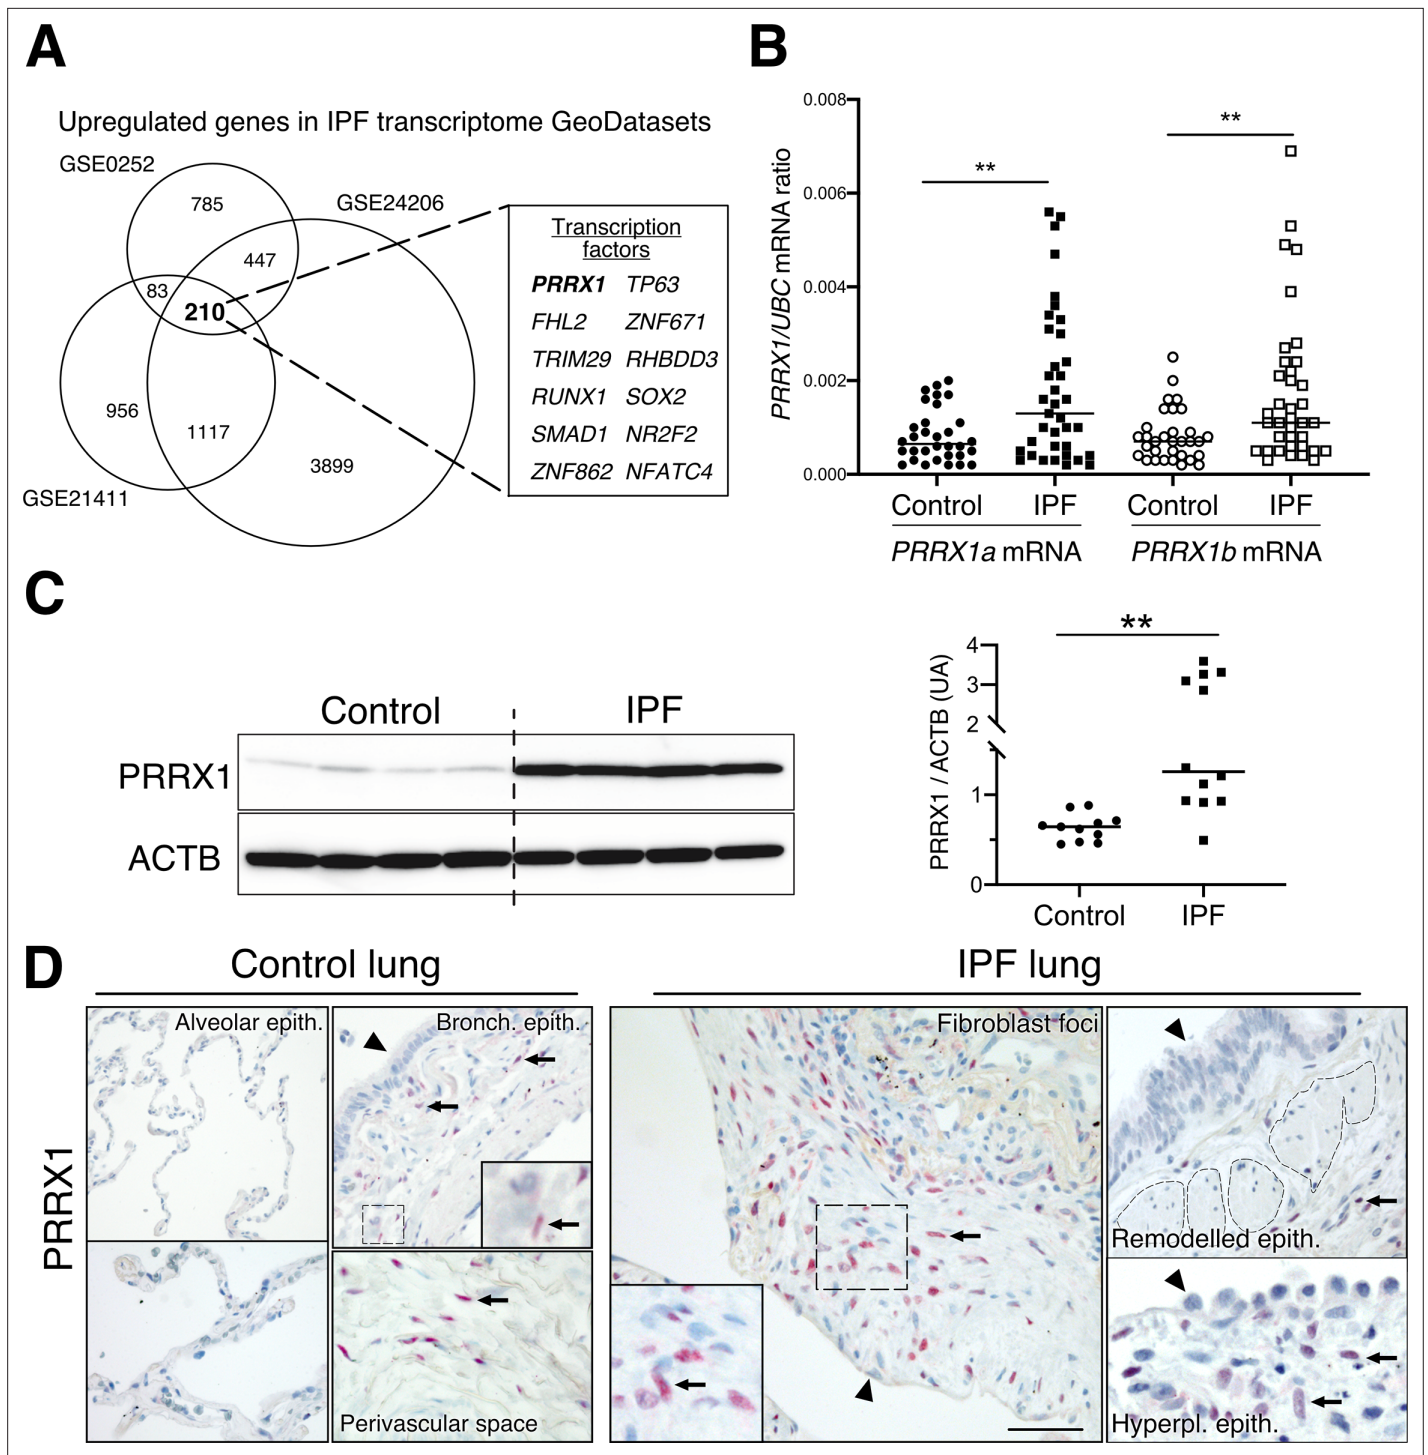 A
Upregulated genes in IPF transcriptome GeoDatasets
GSE0252
GSE24206
785
447
83
210
956
1117
3899
GSE21411
Transcription
factors
PRRX1 TP63
FHL2 ZNF671
TRIM29 RHBDD3
RUNX1 SOX2
SMAD1 NR2F2
ZNF862 NFATC4
B
PRRX1/UBC mRNA ratio
0.008
0.006
0.004
0.002
0.000
**
**
Control IPF Control IPF
PRRX1a mRNA PRRX1b mRNA
C
Control IPF
PRRX1
ACTB
PRRX1 / ACTB (UA)
**
4
3
2
1
0
Control IPF
D
Control lung
IPF lung
PRRX1
Alveolar epith.
Bronch. epith.
Perivascular space
Fibroblast foci
Remodelled epith.
Hyperpl. epith.